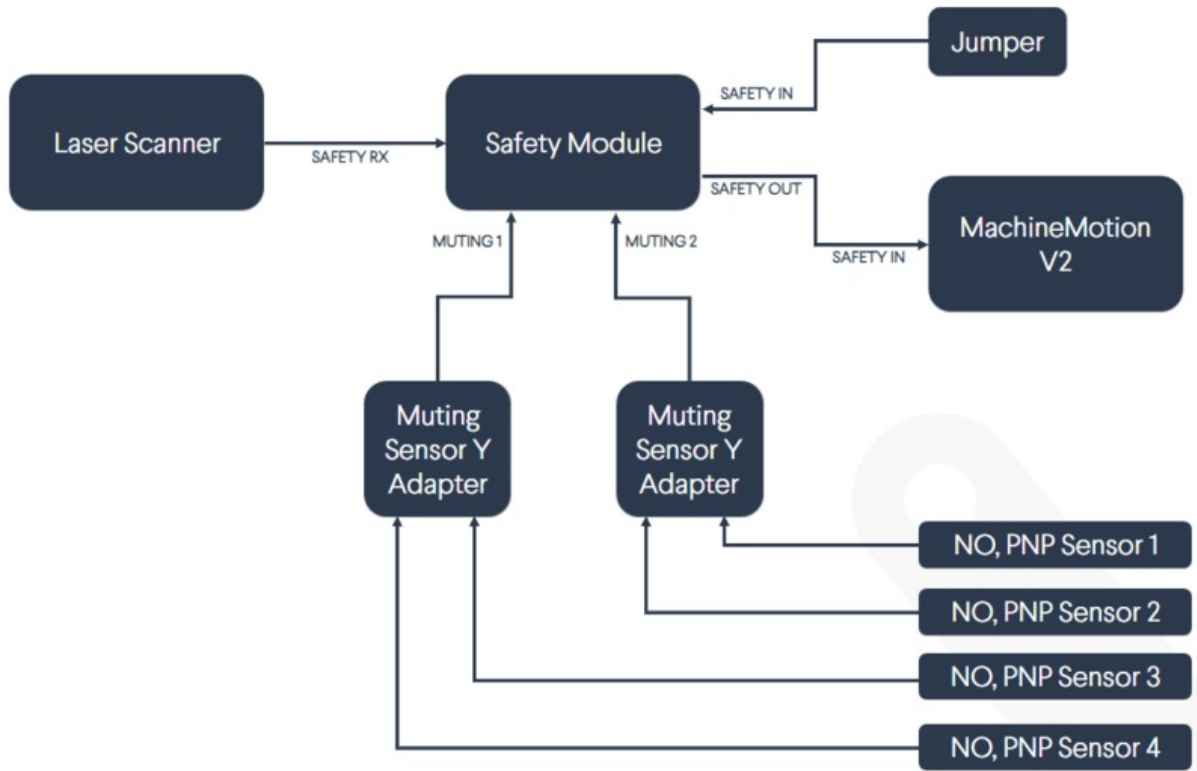 Jumper
SAFETY IN
Laser Scanner
SAFETY RX
Safety Module
SAFETY OUT
MachineMotion
V2
SAFETY IN
MUTING 1
MUTING 2
Muting
Sensor Y
Adapter
Muting
Sensor Y
Adapter
NO, PNP Sensor 1
NO, PNP Sensor 2
NO, PNP Sensor 3
NO, PNP Sensor 4